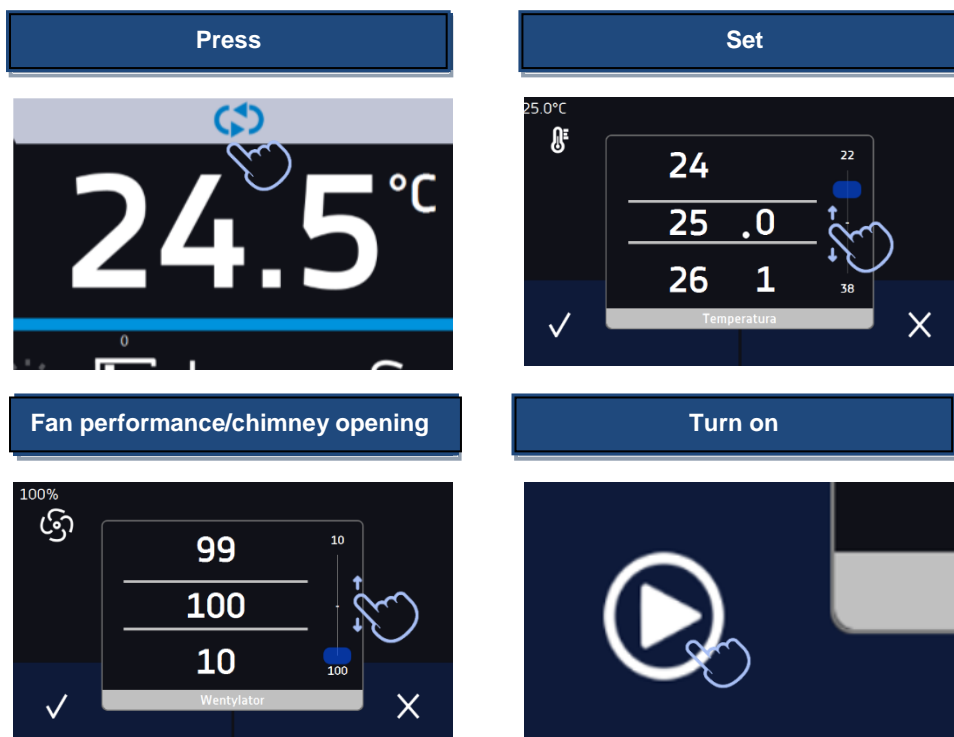 Press
Set
24.5°C
0
25.0°C
24
25 .0
26 1
22
38
Temperatura
Fan performance/chimney opening
Turn on
100%
99
100
10
10
100
Wentylator